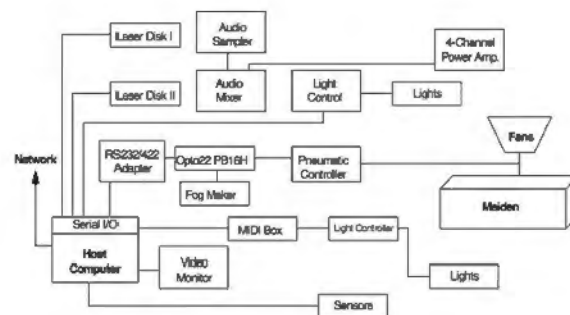 Laser Disk I
Audio
Sampler
4-Channel
Power Amp.
Laser Disk II
Audio
Mixer
Light
Control
Lights
Fans
Network
RS232/422
Adapter
Opto22 PB16H
Pneumatic
Controller
Fog Maker
Maiden
Serial I/O
MIDI Box
Light Controller
Host
Computer
Video
Monitor
Lights
Sensors